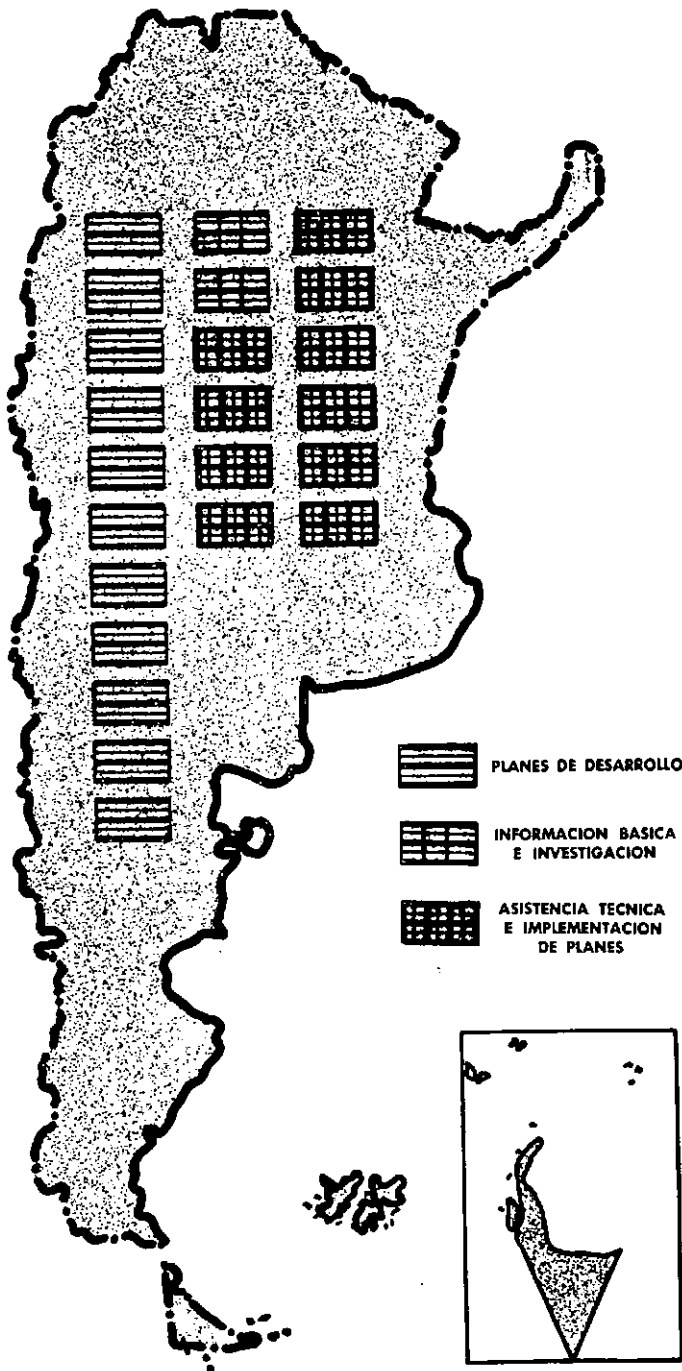 PLANES DE DESARROLLO
INFORMACION BASICA
E INVESTIGACION
ASISTENCIA TECNICA
E IMPLEMENTACION
DE PLANES